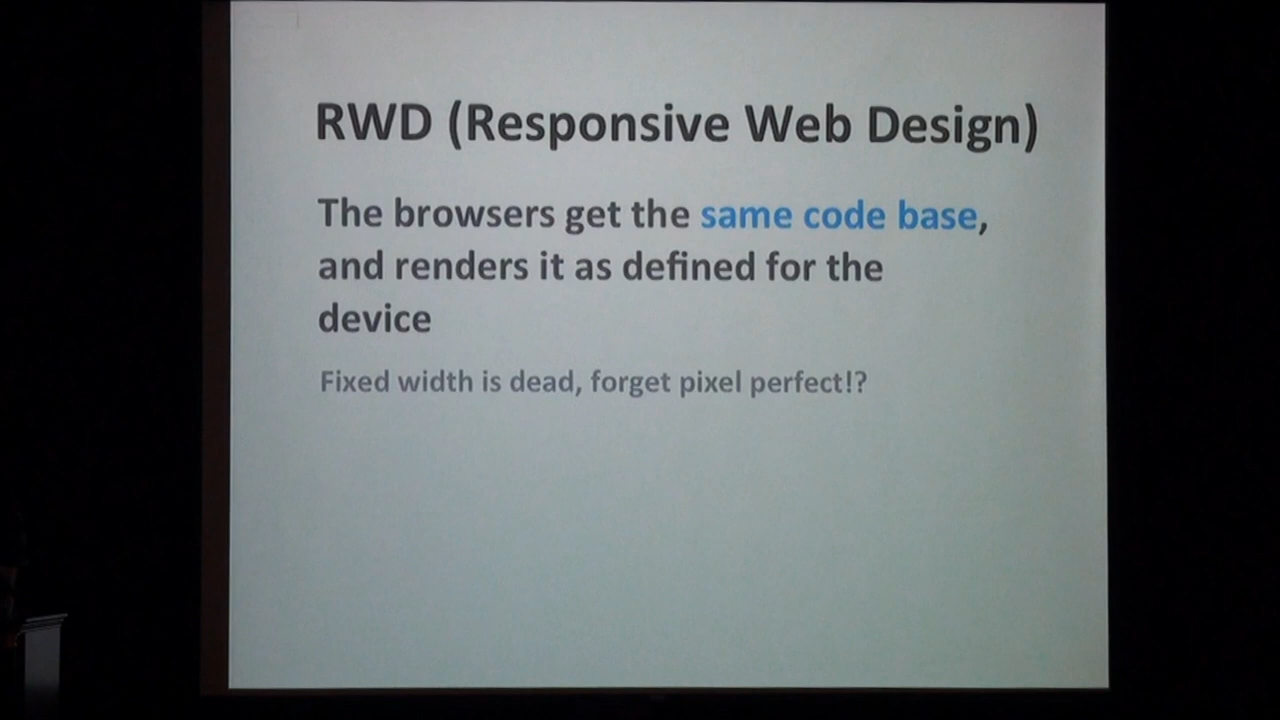 RWD (Responsive Web Design)
The browsers get the same code base,
and renders it as defined for the
device
Fixed width is dead, forget pixel perfect!?